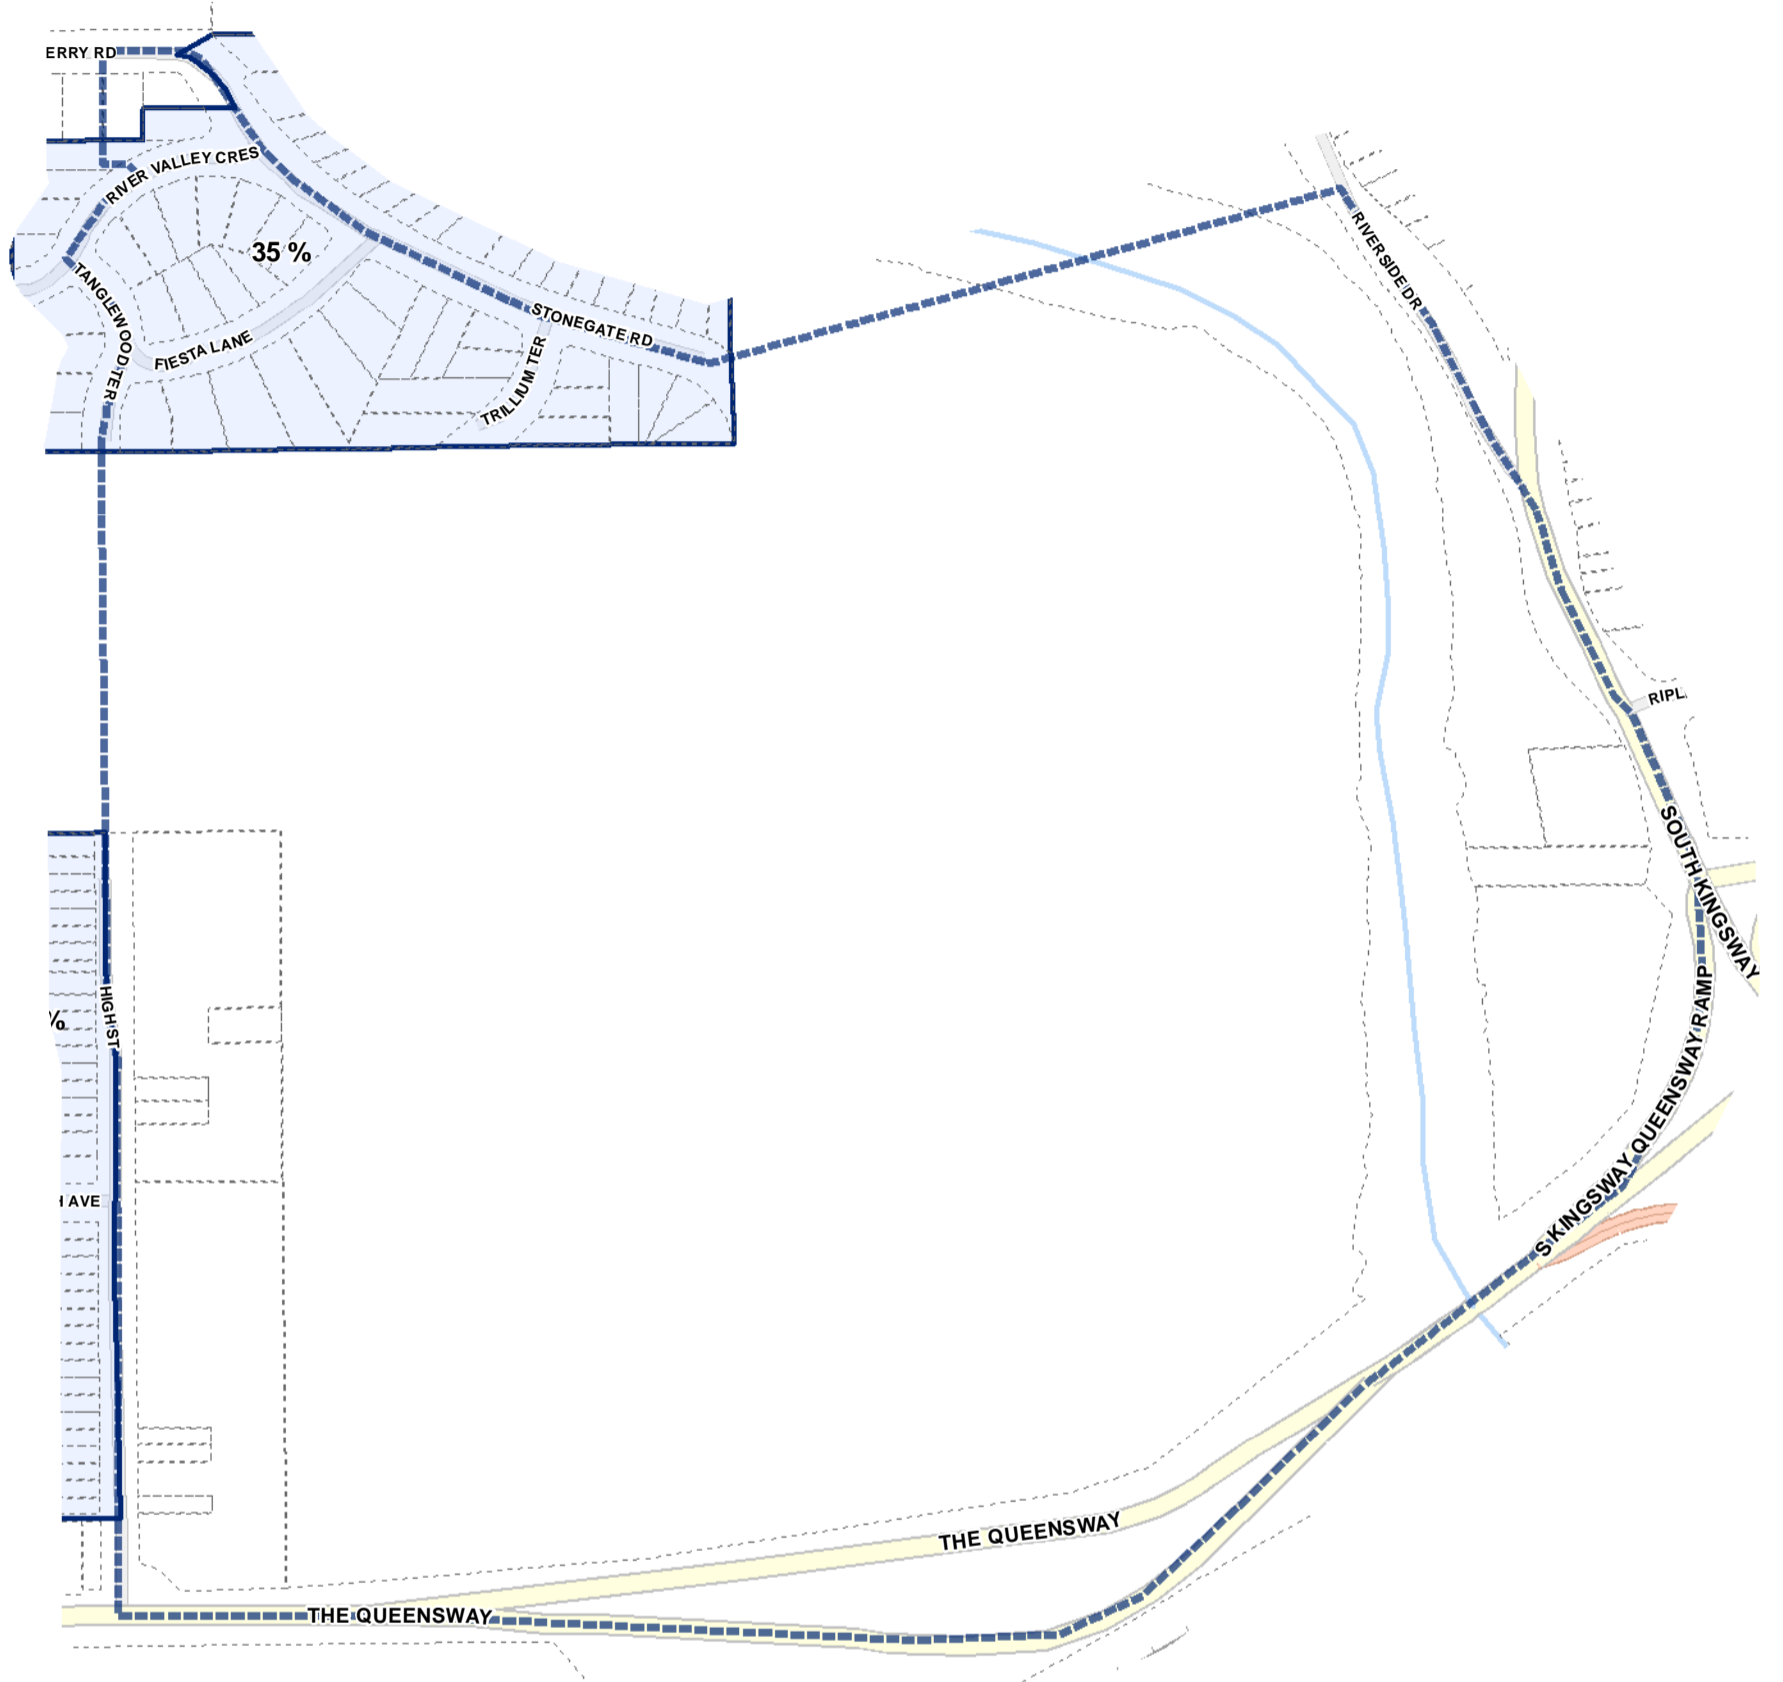 ERRY RD
RIVER VALLEY CRES
35 %
TANGLEWOOD TER
FIESTA LANE
STONEGATE RD
TRILLIUM TER
RIVERSIDE DR
RIPL
SOUTH KINGSWAY
HIGH ST
%
S KINGSWAY QUEENSWAY RAMP
H AVE
THE QUEENSWAY
THE QUEENSWAY